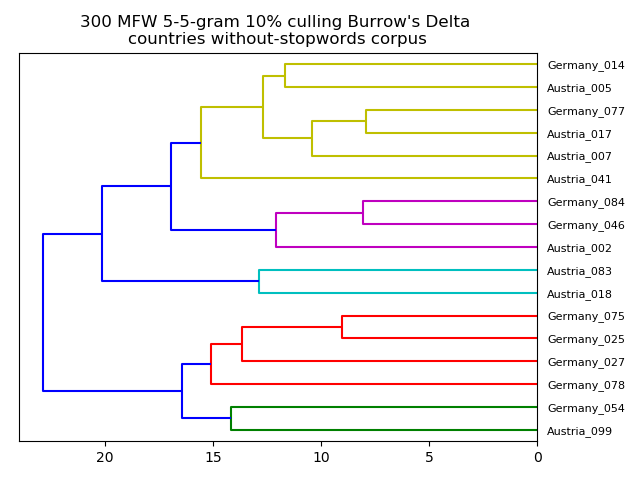 300 MFW 5-5-gram 10% culling Burrow's Delta
countries without-stopwords corpus
Germany_014
Austria_005
Germany_077
Austria_017
Austria_007
Austria_041
Germany_084
Germany_046
Austria_002
Austria_083
Austria_018
Germany_075
Germany_025
Germany_027
Germany_078
Germany_054
Austria_099
20 15 10 5 0